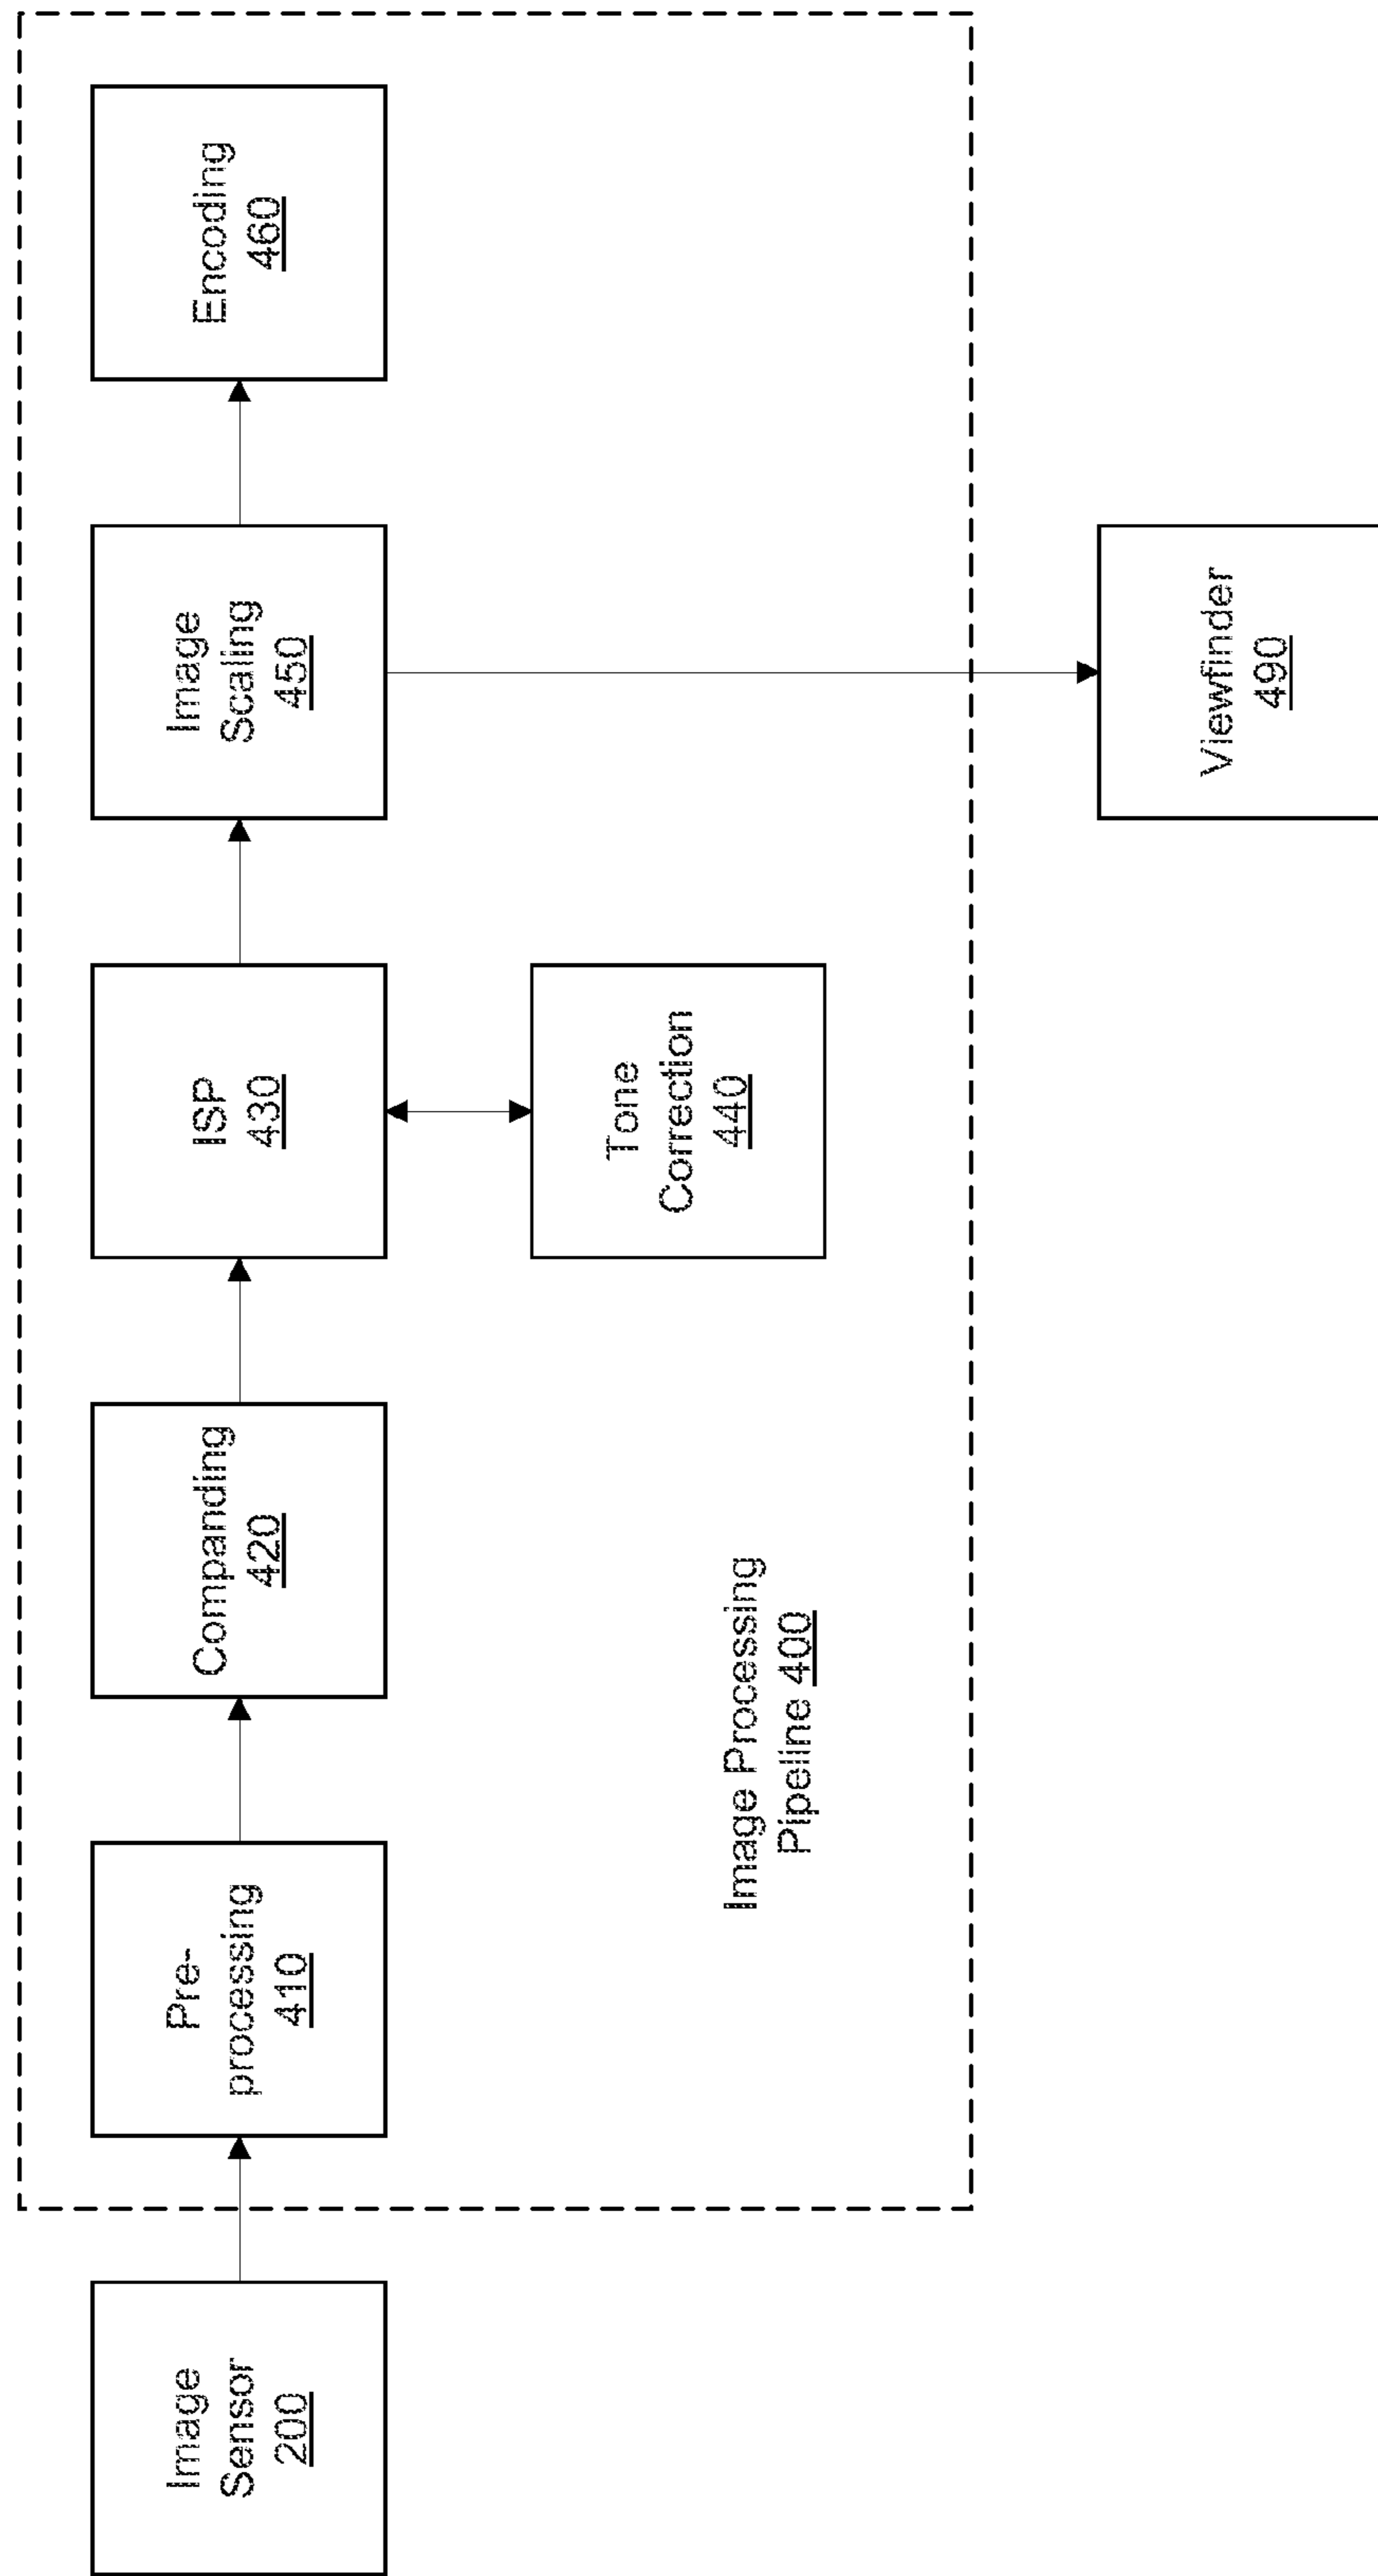 Image
Sensor
200
Pre-
processing
410
Companding
420
ISP
430
Image
Scaling
450
Encoding
460
Tone
Correction
440
Image Processing
Pipeline 400
Viewfinder
490